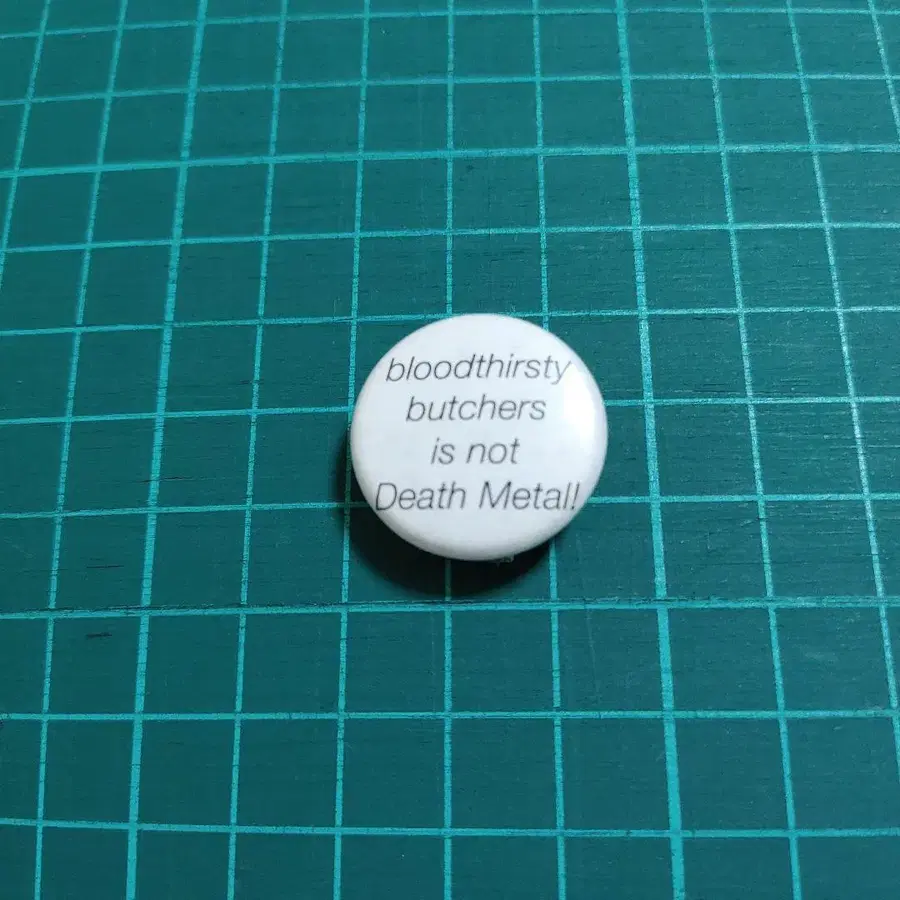 bloodthirsty
butchers
is not
Death Metal!